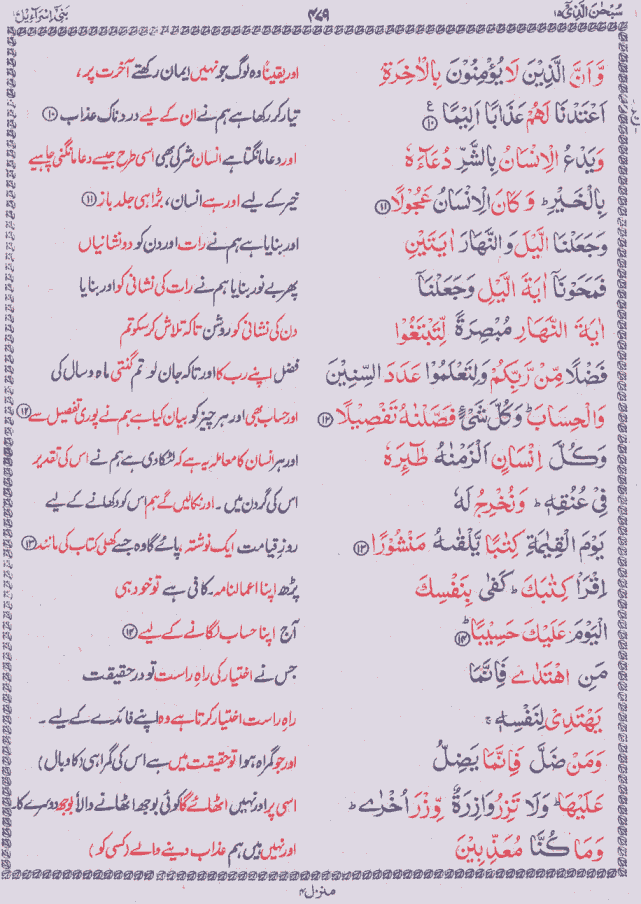 سُبْحٰنَ الَّذِیْۤ ۱۵
۴۷۹
بَنِیْۤ اِسْرَآءِیْل ۱۷
وَّ اَنَّ الَّذِیْنَ لَا یُؤْمِنُوْنَ بِالْاٰخِرَةِ
اور یقینًا وہ لوگ جو نہیں ایمان رکھتے آخرت پر،
اَعْتَدْنَا لَهُمْ عَذَابًا اَلِیْمًا ﴿۱۰﴾ ع
تیار کر رکھا ہے ہم نے ان کے لیے دردناک عذاب ﴿۱۰﴾
وَیَدْعُ الْاِنْسَانُ بِالشَّرِّ دُعَآءَهٗ
اور دعا مانگتا ہے انسان شر کی بھی اسی طرح جیسے دعا مانگنی چاہیے
بِالْخَیْرِ ؕ وَ كَانَ الْاِنْسَانُ عَجُوْلًا ﴿۱۱﴾
خیر کے لیے اور ہے انسان، بڑا ہی جلد باز ﴿۱۱﴾
وَ جَعَلْنَا الَّیْلَ وَ النَّهَارَ اٰیَتَیْنِ
اور بنایا ہے ہم نے رات اور دن کو دو نشانیاں
فَمَحَوْنَاۤ اٰیَةَ الَّیْلِ وَ جَعَلْنَاۤ
پھر بے نور بنایا ہم نے رات کی نشانی کو اور بنایا
اٰیَةَ النَّهَارِ مُبْصِرَةً لِّتَبْتَغُوْا
دن کی نشانی کو روشن تاکہ تلاش کر سکو تم
فَضْلًا مِّنْ رَّبِّكُمْ وَ لِتَعْلَمُوْا عَدَدَ السِّنِیْنَ
فضل اپنے رب کا اور تاکہ جان لو تم گنتی ماہ و سال کی
وَ الْحِسَابَ ؕ وَ كُلَّ شَیْءٍ فَصَّلْنٰهُ تَفْصِیْلًا ﴿۱۲﴾
اور حساب بھی اور ہر چیز کو بیان کیا ہے ہم نے پوری تفصیل سے ﴿۱۲﴾
وَ كُلَّ اِنْسَانٍ اَلْزَمْنٰهُ طٰٓىِٕرَهٗ
اور ہر انسان کا معاملہ یہ ہے کہ لٹکا دی ہے ہم نے اس کی تقدیر
فِیْ عُنُقِهٖ ؕ وَ نُخْرِجُ لَهٗ
اس کی گردن میں ۔ اور نکالیں گے ہم اس کو دکھانے کے لیے
یَوْمَ الْقِیٰمَةِ كِتٰبًا یَّلْقٰىهُ مَنْشُوْرًا ﴿۱۳﴾
روزِ قیامت ایک نوشتہ پائے گا وہ جسے کھلی کتاب کی مانند ﴿۱۳﴾
اِقْرَاْ كِتٰبَكَ ؕ كَفٰی بِنَفْسِكَ
پڑھ اپنا اعمالنامہ۔ کافی ہے تو خود ہی
الْیَوْمَ عَلَیْكَ حَسِیْبًا ؕ ﴿۱۴﴾
آج اپنا حساب لگانے کے لیے ﴿۱۴﴾
مَنِ اهْتَدٰی فَاِنَّمَا
جس نے اختیار کی راہِ راست تو در حقیقت
یَهْتَدِیْ لِنَفْسِهٖ ۚ
راہِ راست اختیار کرتا ہے وہ اپنے فائدے کے لیے ۔
وَ مَنْ ضَلَّ فَاِنَّمَا یَضِلُّ
اور جو گمراہ ہوا تو حقیقت میں ہے اس کی گمراہی (کا وبال)
عَلَیْهَا ؕ وَ لَا تَزِرُ وَازِرَةٌ وِّزْرَ اُخْرٰی ؕ
اسی پر اور نہیں اٹھائے گا کوئی بوجھ اٹھانے والا بوجھ دوسرے کا۔
وَ مَا كُنَّا مُعَذِّبِیْنَ
اور نہیں ہیں ہم عذاب دینے والے (کسی کو)
منزل ۴